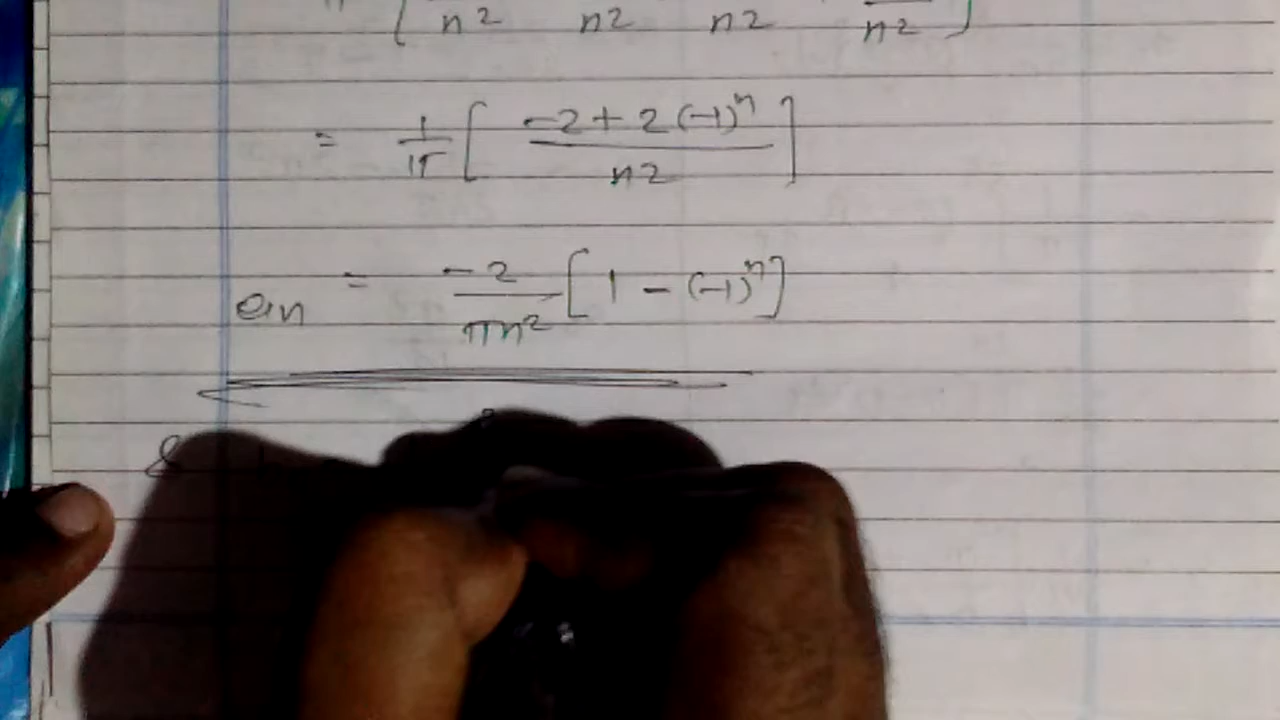 n2 n2 n2 n2
= 1/π [ -2+2(-1)^n / n2 ]
an = -2/πn² [ 1 - (-1)^n ]
&